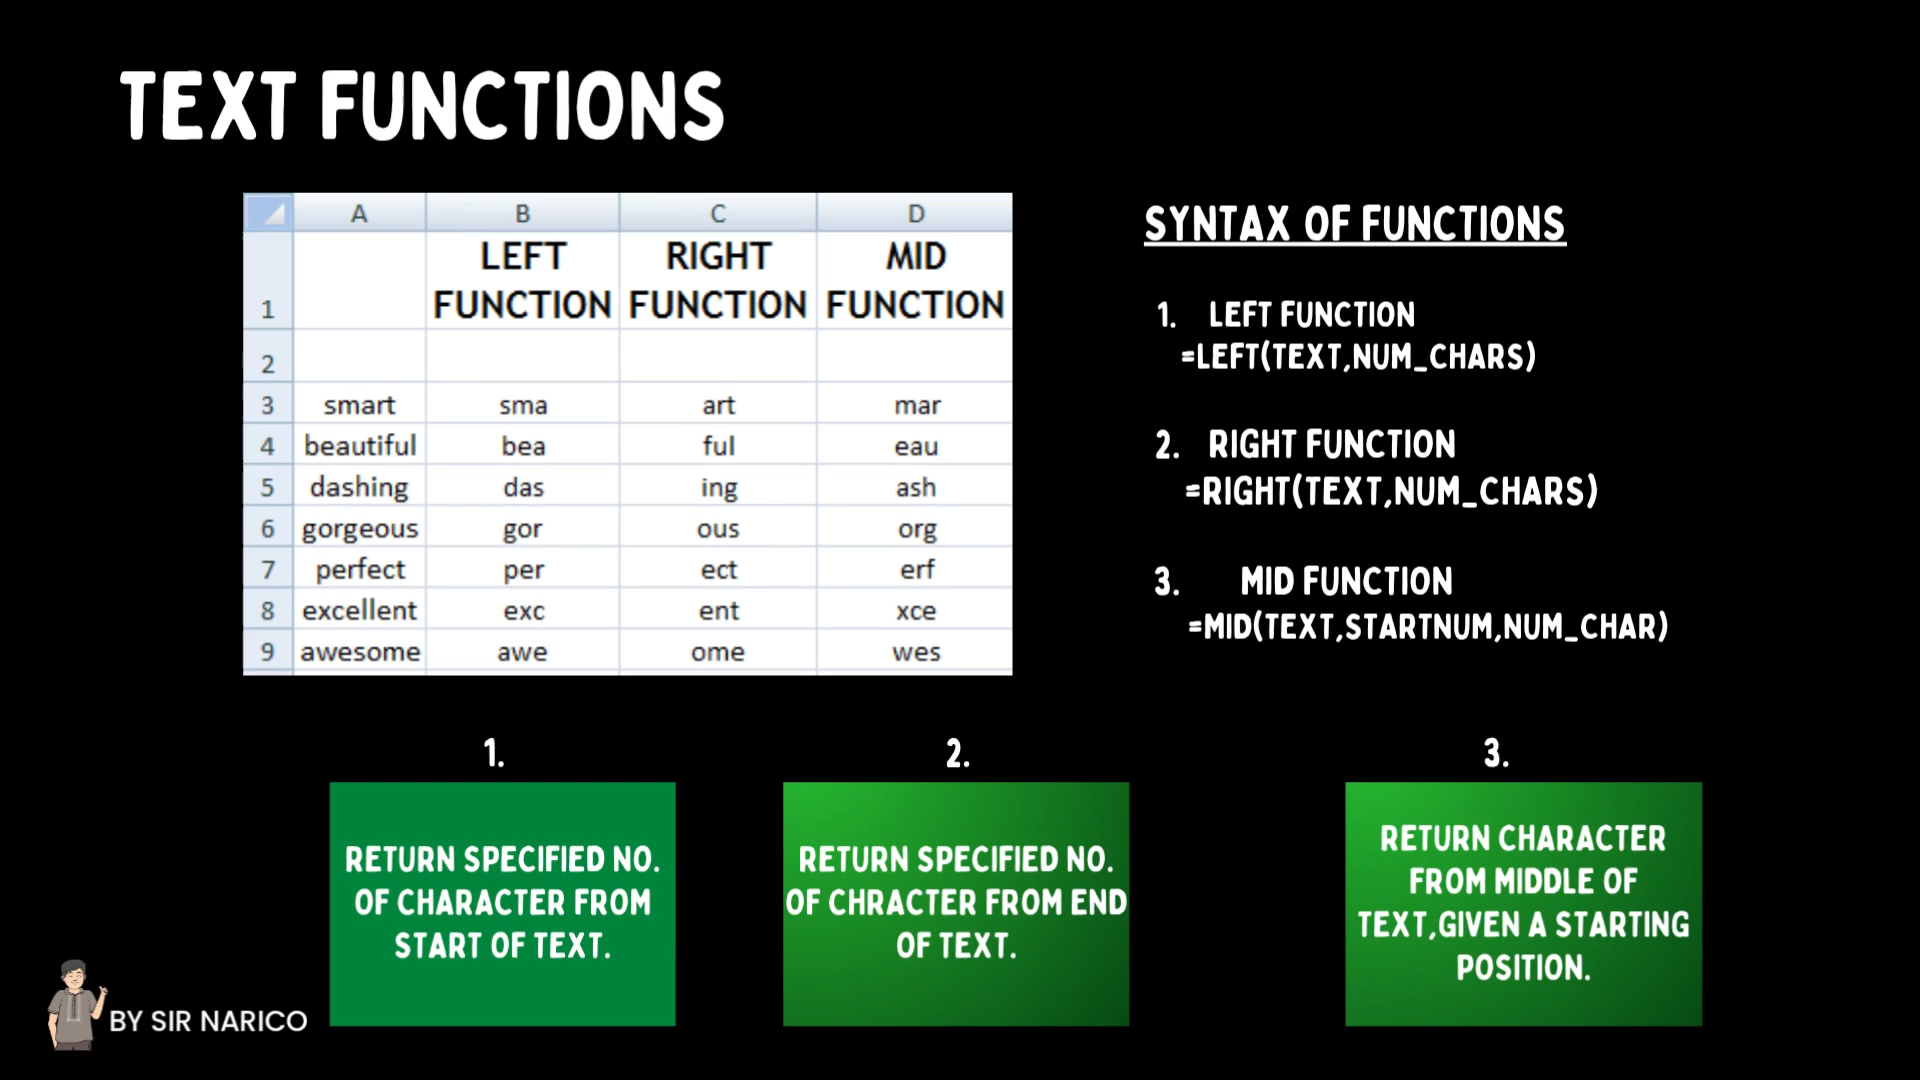 TEXT FUNCTIONS
A B C D
LEFT FUNCTION RIGHT FUNCTION MID FUNCTION
1
2
3 smart sma art mar
4 beautiful bea ful eau
5 dashing das ing ash
6 gorgeous gor ous org
7 perfect per ect erf
8 excellent exc ent xce
9 awesome awe ome wes
SYNTAX OF FUNCTIONS
1. LEFT FUNCTION
=LEFT(TEXT,NUM_CHARS)
2. RIGHT FUNCTION
=RIGHT(TEXT,NUM_CHARS)
3. MID FUNCTION
=MID(TEXT,STARTNUM,NUM_CHAR)
1.
RETURN SPECIFIED NO.
OF CHARACTER FROM
START OF TEXT.
2.
RETURN SPECIFIED NO.
OF CHRACTER FROM END
OF TEXT.
3.
RETURN CHARACTER
FROM MIDDLE OF
TEXT,GIVEN A STARTING
POSITION.
BY SIR NARICO